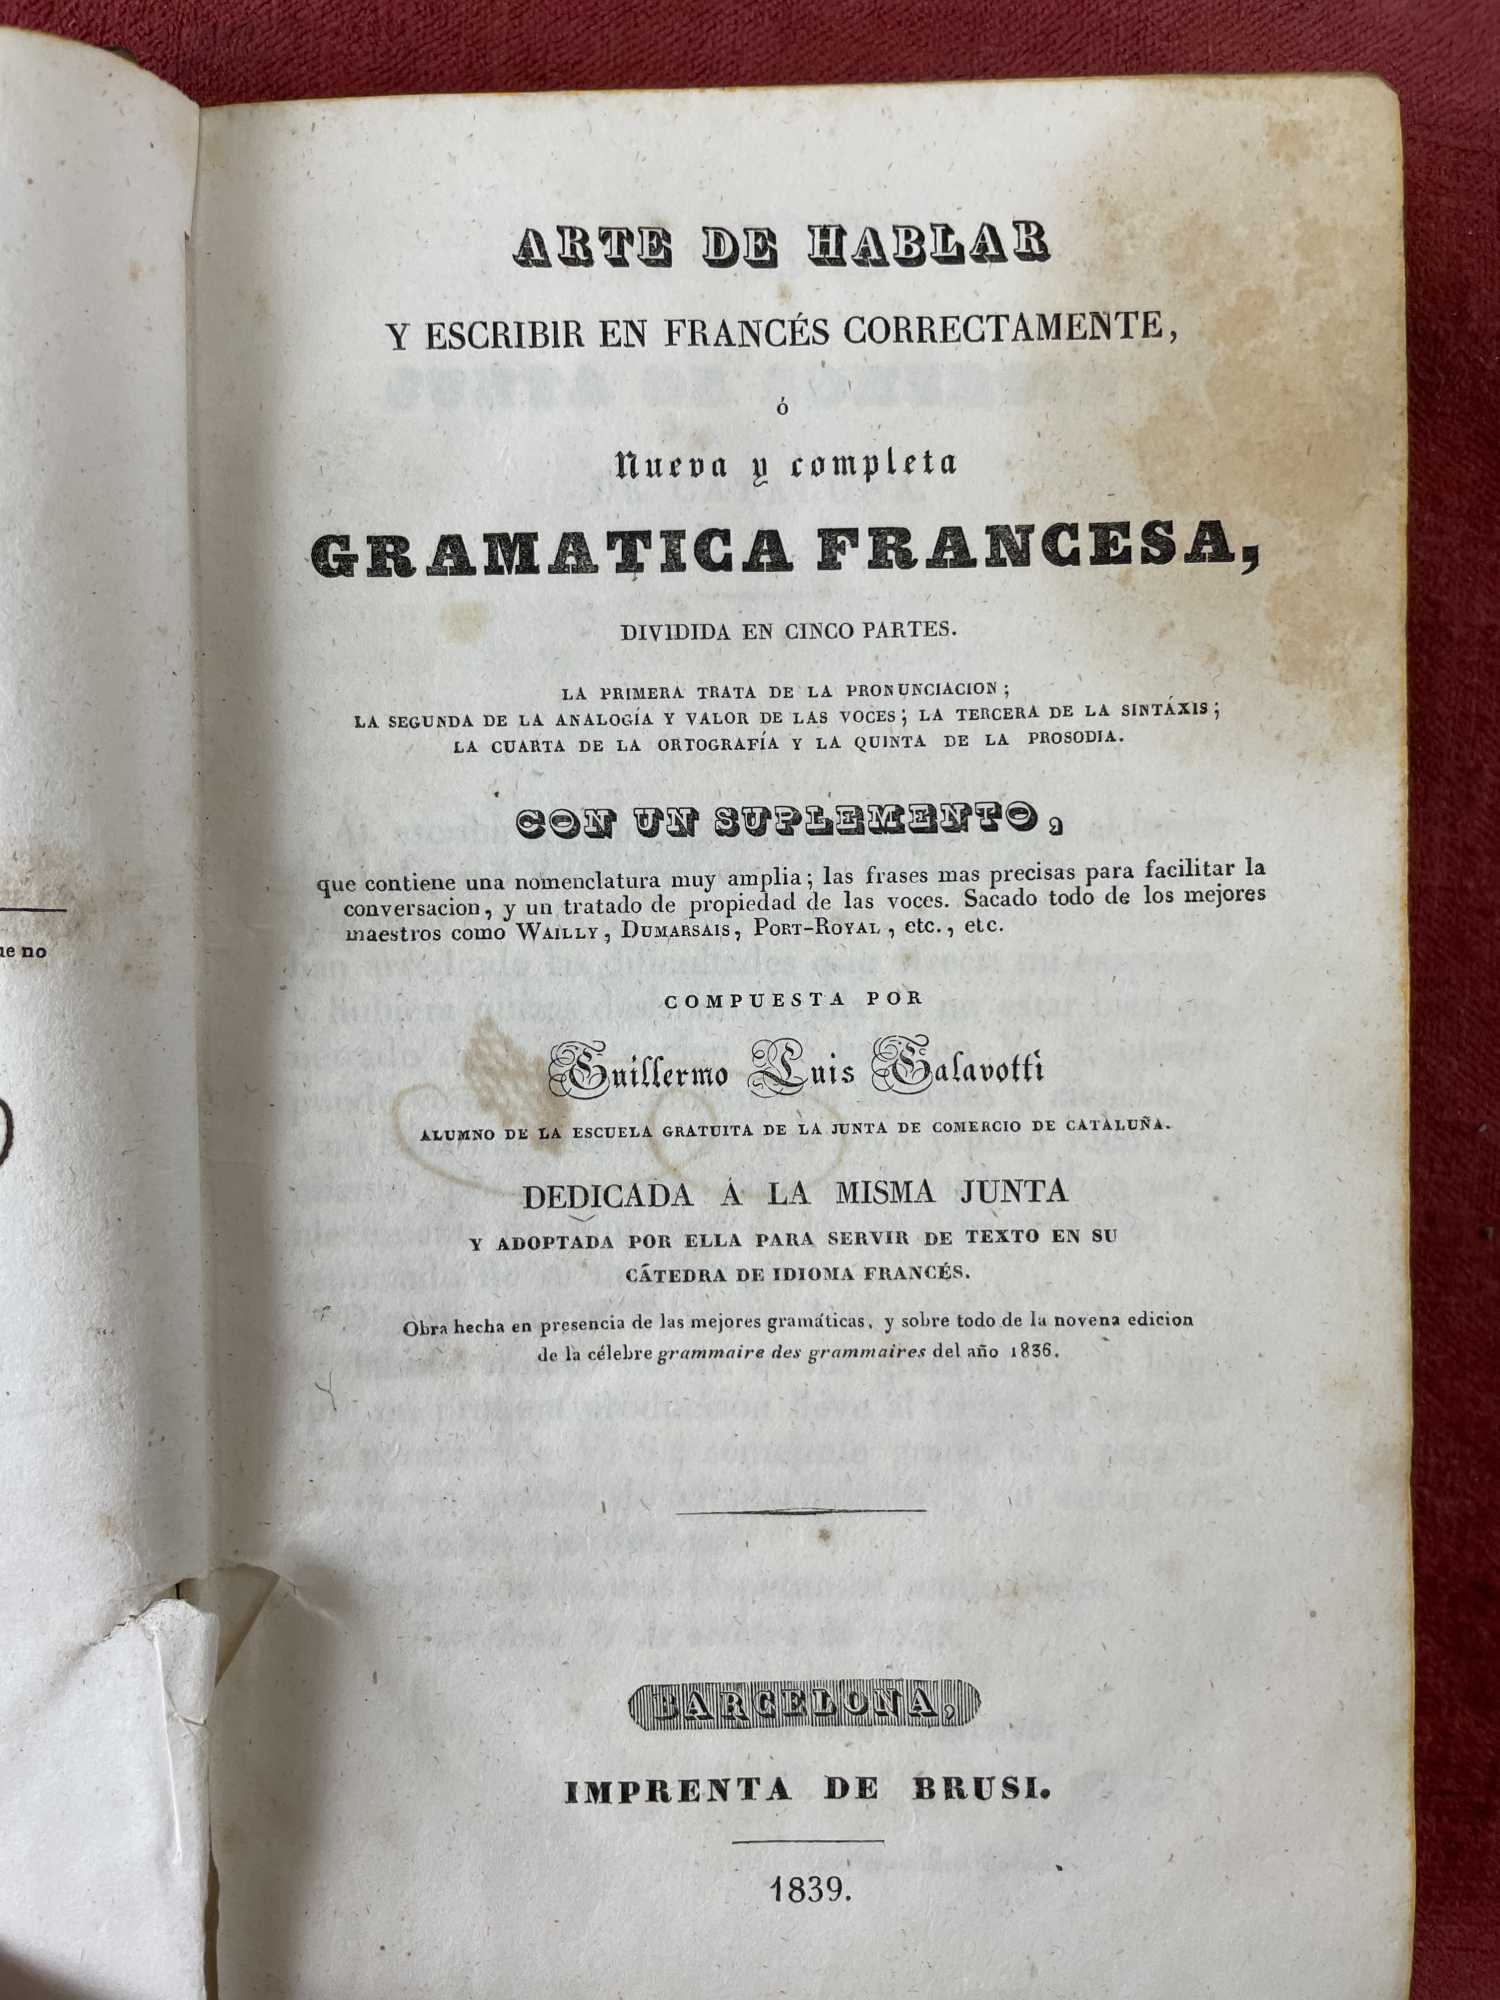 ARTE DE HABLAR
Y ESCRIBIR EN FRANCÉS CORRECTAMENTE,
ó
Nueva y completa
GRAMATICA FRANCESA,
DIVIDIDA EN CINCO PARTES.
LA PRIMERA TRATA DE LA PRONUNCIACION;
LA SEGUNDA DE LA ANALOGÍA Y VALOR DE LAS VOCES; LA TERCERA DE LA SINTÁXIS;
LA CUARTA DE LA ORTOGRAFÍA Y LA QUINTA DE LA PROSODIA.
CON UN SUPLEMENTO,
que contiene una nomenclatura muy amplia; las frases mas precisas para facilitar la
conversacion, y un tratado de propiedad de las voces. Sacado todo de los mejores
maestros como WAILLY, DUMARSAIS, PORT-ROYAL, etc., etc.
COMPUESTA POR
Guillermo Luis Galavotti
ALUMNO DE LA ESCUELA GRATUITA DE LA JUNTA DE COMERCIO DE CATALUÑA.
DEDICADA Á LA MISMA JUNTA
Y ADOPTADA POR ELLA PARA SERVIR DE TEXTO EN SU
CÁTEDRA DE IDIOMA FRANCÉS.
Obra hecha en presencia de las mejores gramáticas, y sobre todo de la novena edicion
de la célebre grammaire des grammaires del año 1836.
BARCELONA,
IMPRENTA DE BRUSI.
1839.
no